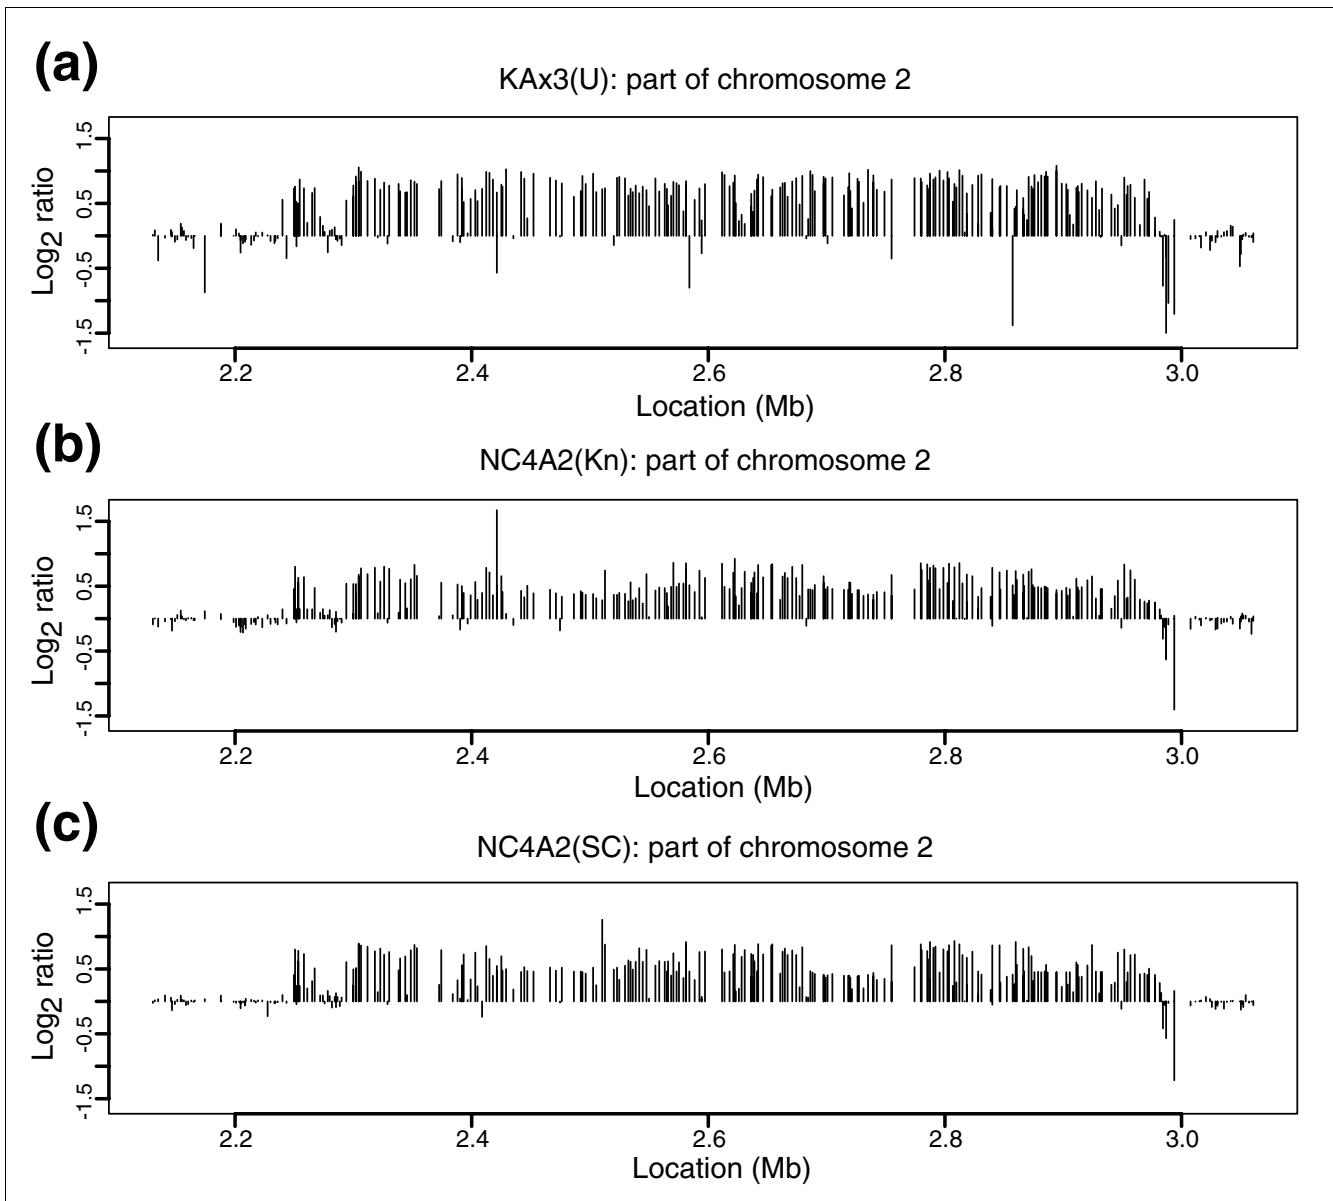 (a)
KAx3(U): part of chromosome 2
Log2 ratio
1.5
0.5
-0.5
-1.5
2.2 2.4 2.6 2.8 3.0
Location (Mb)
(b)
NC4A2(Kn): part of chromosome 2
Log2 ratio
1.5
0.5
-0.5
-1.5
2.2 2.4 2.6 2.8 3.0
Location (Mb)
(c)
NC4A2(SC): part of chromosome 2
Log2 ratio
1.5
0.5
-0.5
-1.5
2.2 2.4 2.6 2.8 3.0
Location (Mb)